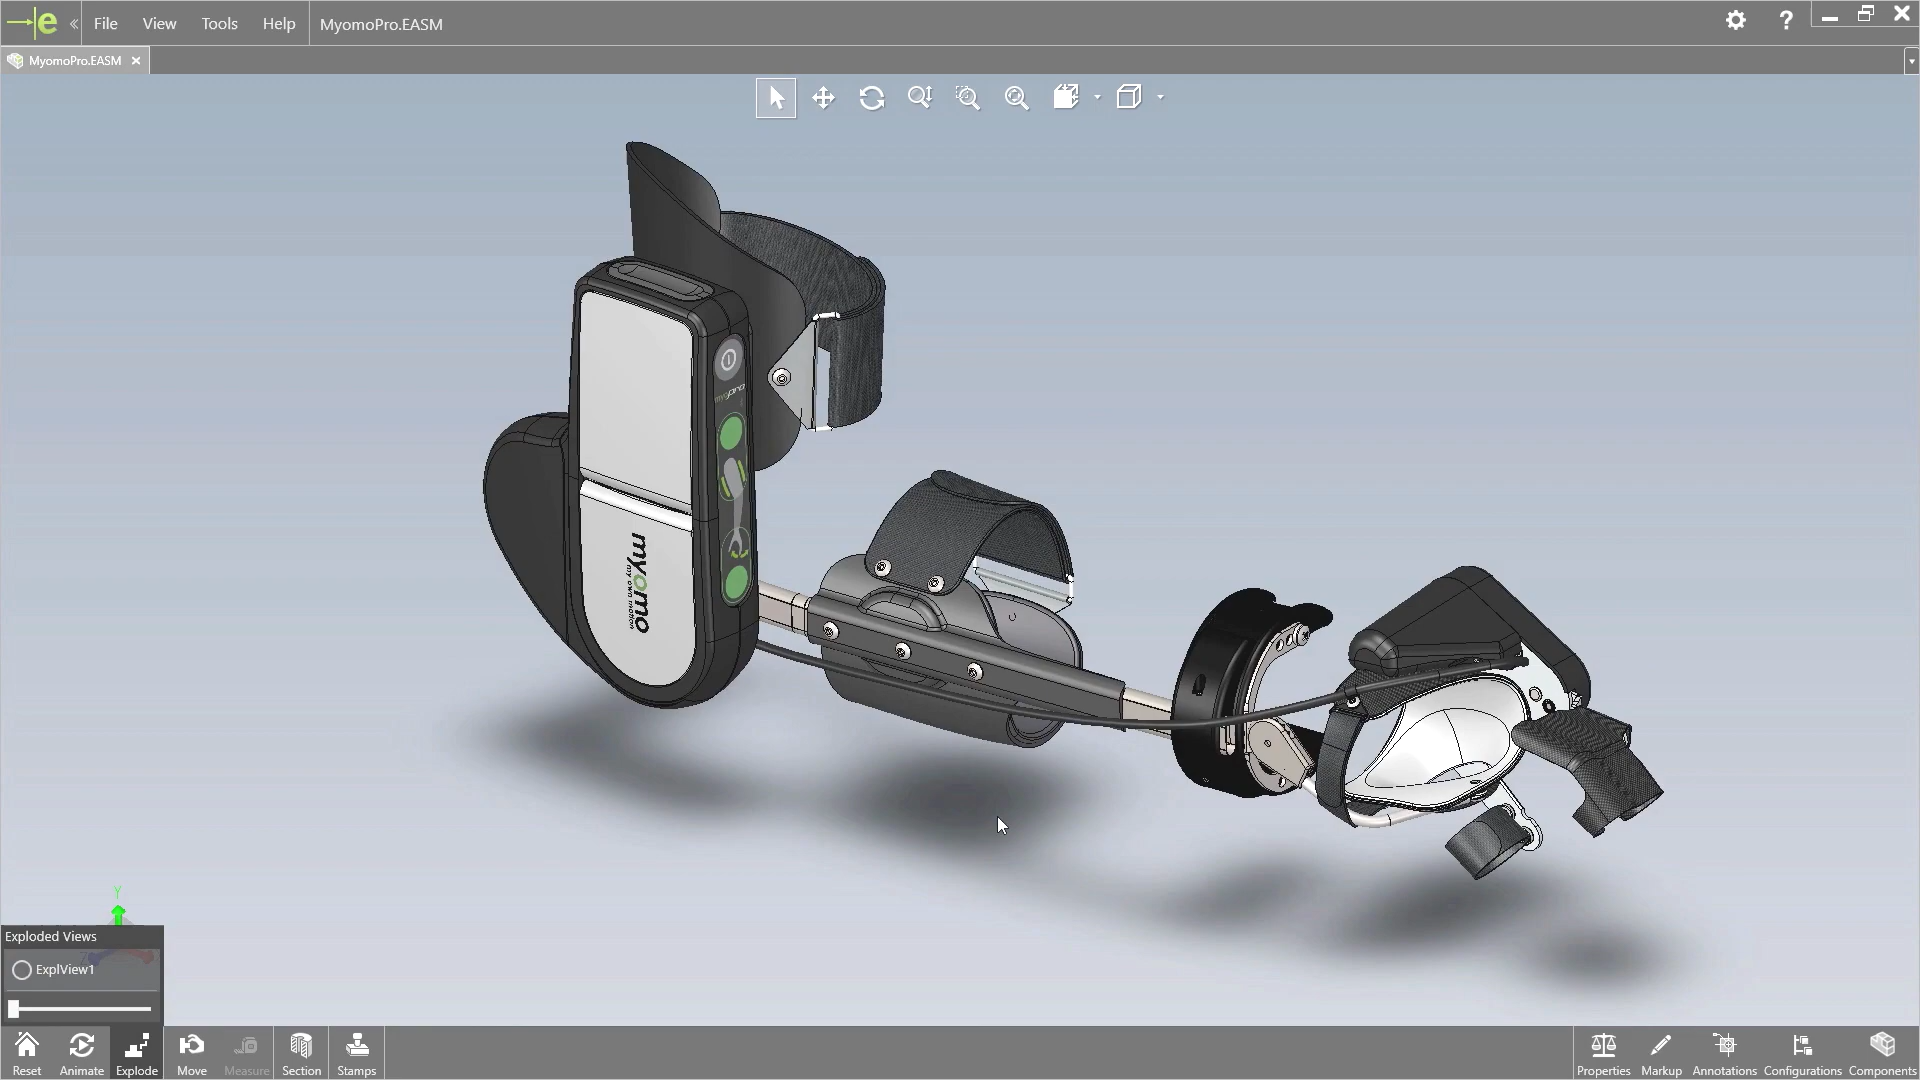 e « File View Tools Help MyomoPro.EASM
MyomoPro.EASM
myopro
myomo
my own motion.
Y
Exploded Views
ExplView1
Reset Animate Explode Move Measure Section Stamps Properties Markup Annotations Configurations Components